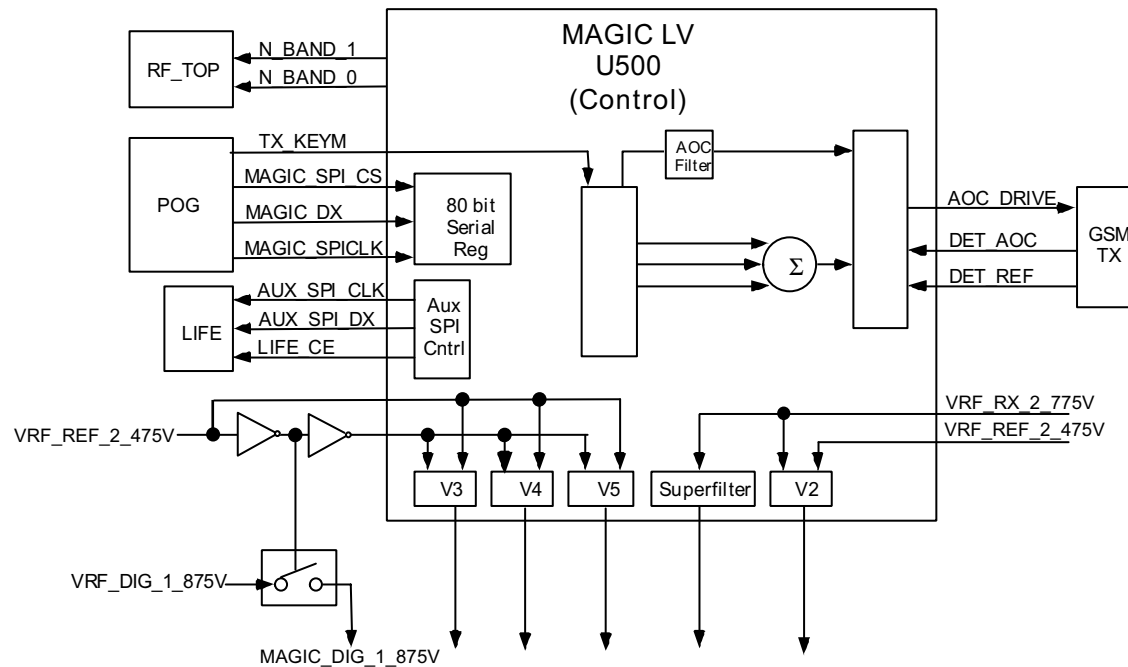 MAGIC LV
U500
(Control)
N_BAND_1
N_BAND_0
RF_TOP
TX_KEYM
MAGIC_SPI_CS
MAGIC_DX
MAGIC_SPICLK
POG
80 bit
Serial
Reg
AOC
Filter
Σ
AOC_DRIVE
DET_AOC
DET_REF
GSM
TX
AUX_SPI_CLK
AUX_SPI_DX
LIFE_CE
LIFE
Aux
SPI
Cntrl
VRF_REF_2_475V
VRF_RX_2_775V
VRF_REF_2_475V
V3
V4
V5
Superfilter
V2
VRF_DIG_1_875V
MAGIC_DIG_1_875V